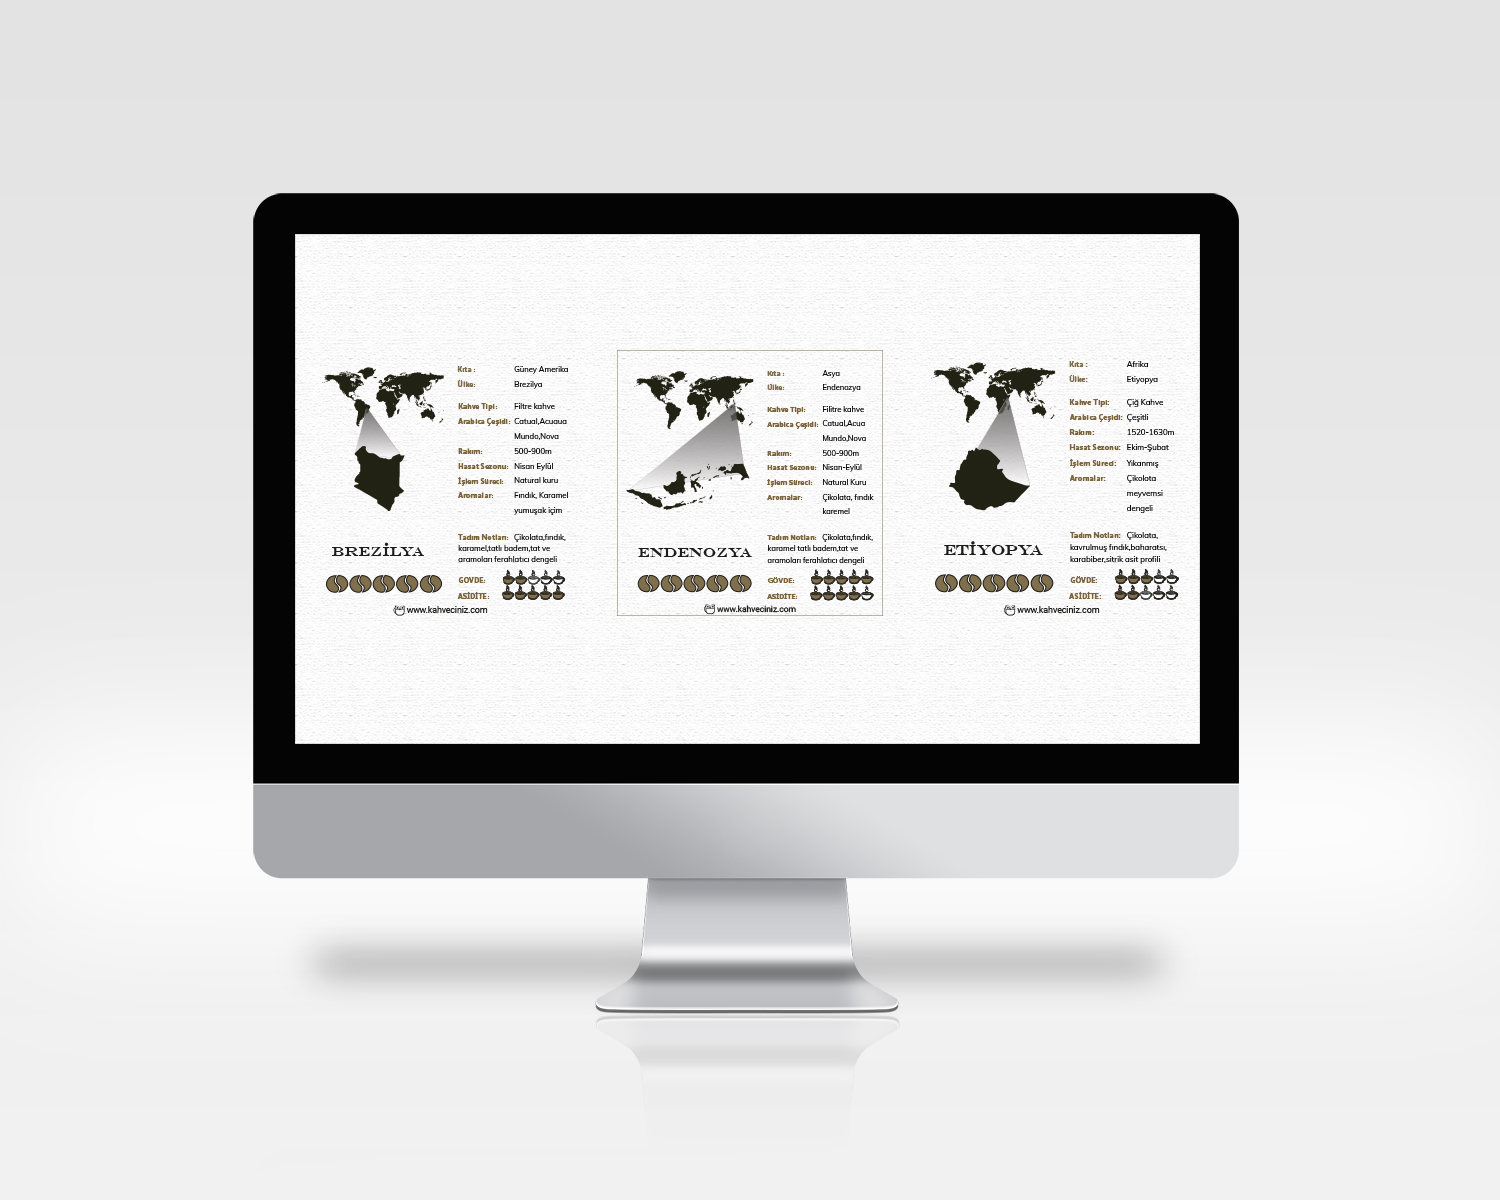 Kıta : Güney Amerika
Ülke: Brezilya
Kahve Tipi: Filtre kahve
Arabica Çeşidi: Catual,Acuaua
Mundo,Nova
Rakım: 500-900m
Hasat Sezonu: Nisan Eylül
İşlem Süreci: Natural kuru
Aromalar: Fındık, Karamel
yumuşak içim
Tadım Notları: Çikolata,fındık,
karamel,tatlı badem,tat ve
aramoları ferahlatıcı dengeli
BREZİLYA
GÖVDE:
ASİDİTE:
www.kahveciniz.com
Kıta : Asya
Ülke: Endenozya
Kahve Tipi: Filitre kahve
Arabica Çeşidi: Catual,Acua
Mundo,Nova
Rakım: 500-900m
Hasat Sezonu: Nisan-Eylül
İşlem Süreci: Natural Kuru
Aromalar: Çikolata, fındık
karemel
Tadım Notları: Çikolata,fındık,
karamel tatlı badem,tat ve
aramoları ferahlatıcı dengeli
ENDENOZYA
GÖVDE:
ASİDİTE:
www.kahveciniz.com
Kıta : Afrika
Ülke: Etiyopya
Kahve Tipi: Çiğ Kahve
Arabica Çeşidi: Çeşitli
Rakım: 1520-1630m
Hasat Sezonu: Ekim-Şubat
İşlem Süreci: Yıkanmış
Aromalar: Çikolota
meyvemsi
dengeli
Tadım Notları: Çikolata,
kavrulmuş fındık,baharatsı,
karabiber,sitrik asit profili
ETİYOPYA
GÖVDE:
ASİDİTE:
www.kahveciniz.com